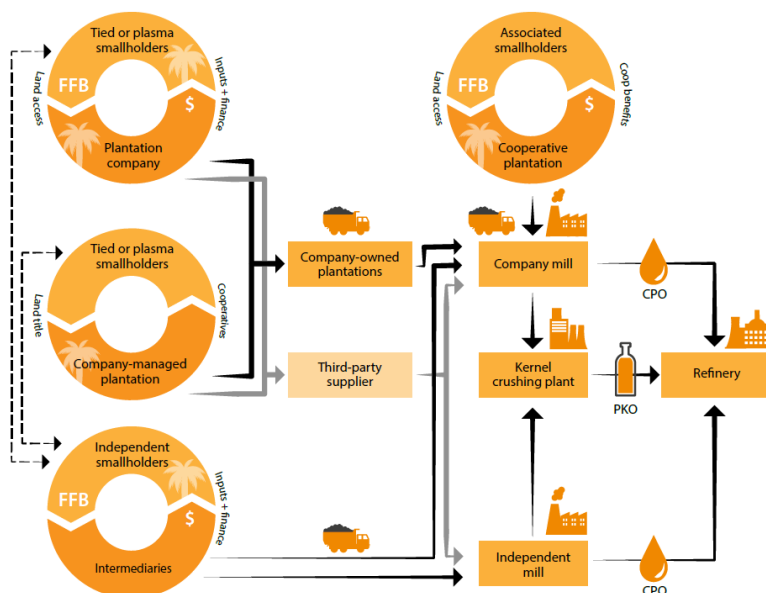 Tied or plasma
smallholders
FFB
Land access
Inputs + finance
$
Plantation
company
Associated
smallholders
FFB
Land access
Coop benefits
$
Cooperative
plantation
Tied or plasma
smallholders
Land title
Cooperatives
Company-managed
plantation
Company-owned
plantations
Company mill
CPO
Third-party
supplier
Kernel
crushing plant
PKO
Refinery
Independent
smallholders
FFB
Inputs + finance
$
Intermediaries
Independent
mill
CPO